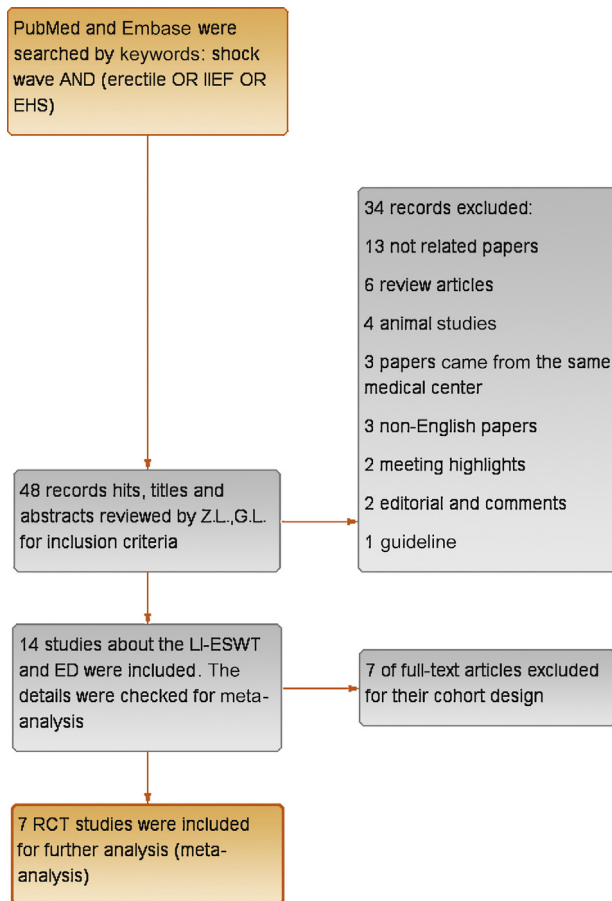 PubMed and Embase were
searched by keywords: shock
wave AND (erectile OR IIEF OR
EHS)
34 records excluded:
13 not related papers
6 review articles
4 animal studies
3 papers came from the same
medical center
3 non-English papers
2 meeting highlights
2 editorial and comments
1 guideline
48 records hits, titles and
abstracts reviewed by Z.L.,G.L.
for inclusion criteria
14 studies about the LI-ESWT
and ED were included. The
details were checked for meta-
analysis
7 of full-text articles excluded
for their cohort design
7 RCT studies were included
for further analysis (meta-
analysis)